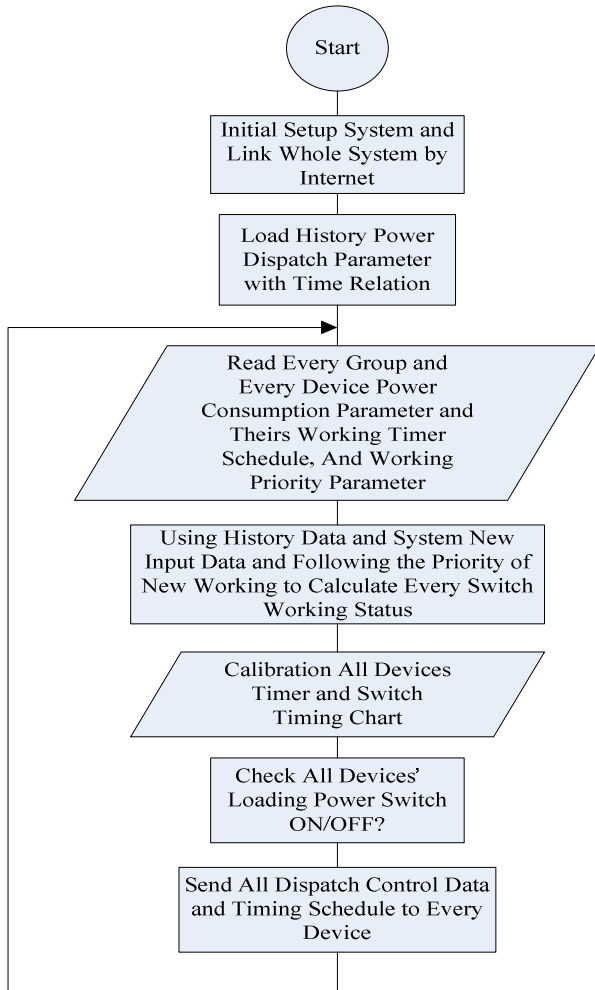 Start
Initial Setup System and
Link Whole System by
Internet
Load History Power
Dispatch Parameter
with Time Relation
Read Every Group and
Every Device Power
Consumption Parameter and
Theirs Working Timer
Schedule, And Working
Priority Parameter
Using History Data and System New
Input Data and Following the Priority of
New Working to Calculate Every Switch
Working Status
Calibration All Devices
Timer and Switch
Timing Chart
Check All Devices’
Loading Power Switch
ON/OFF?
Send All Dispatch Control Data
and Timing Schedule to Every
Device